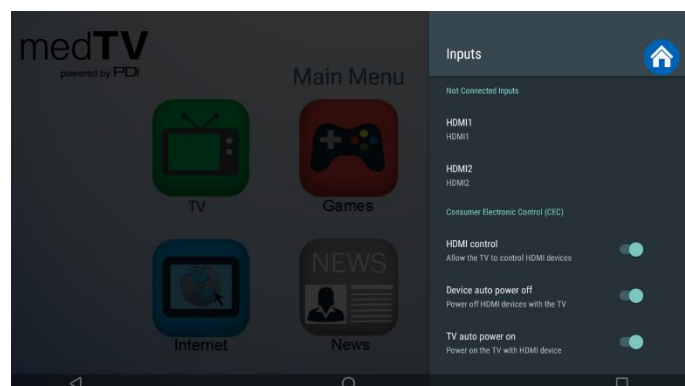 medTV
powered by PDi
Main Menu
TV
Games
Internet
NEWS
News
Inputs
Not Connected Inputs
HDMI1
HDMI1
HDMI2
HDMI2
Consumer Electronic Control (CEC)
HDMI control
Allow the TV to control HDMI devices
Device auto power off
Power off HDMI devices with the TV
TV auto power on
Power on the TV with HDMI device